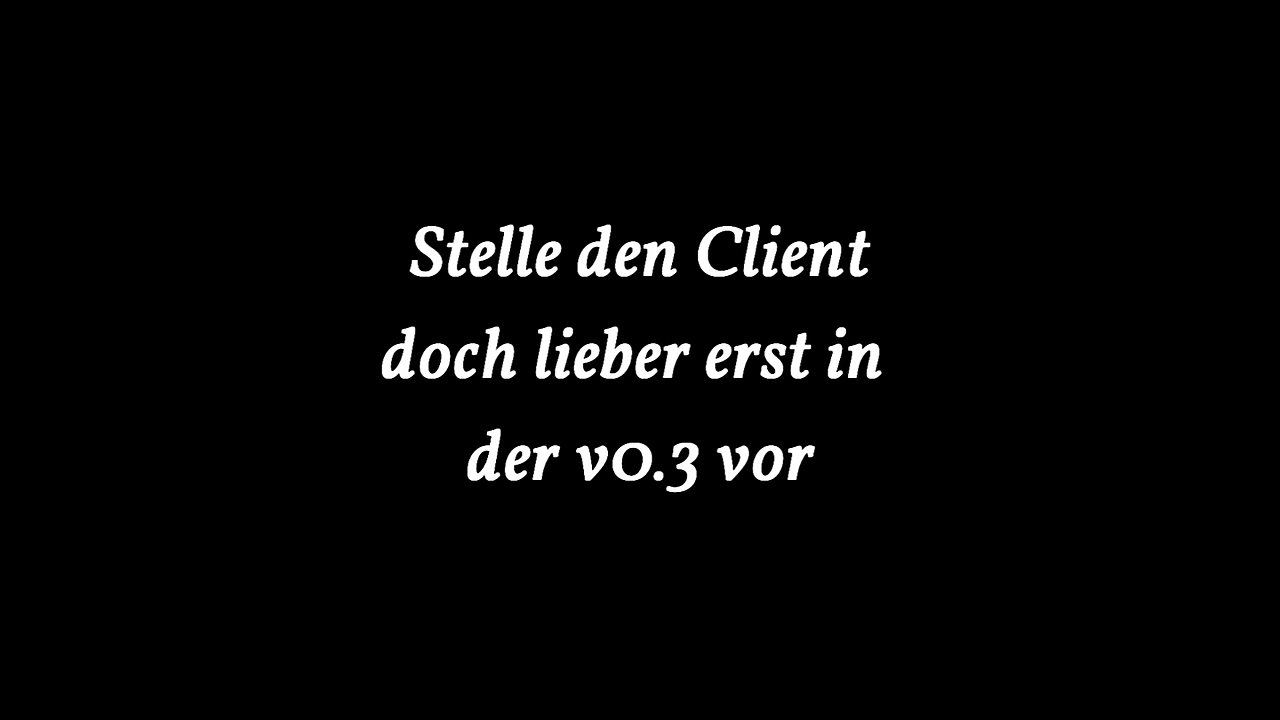 Stelle den Client
doch lieber erst in
der v0.3 vor